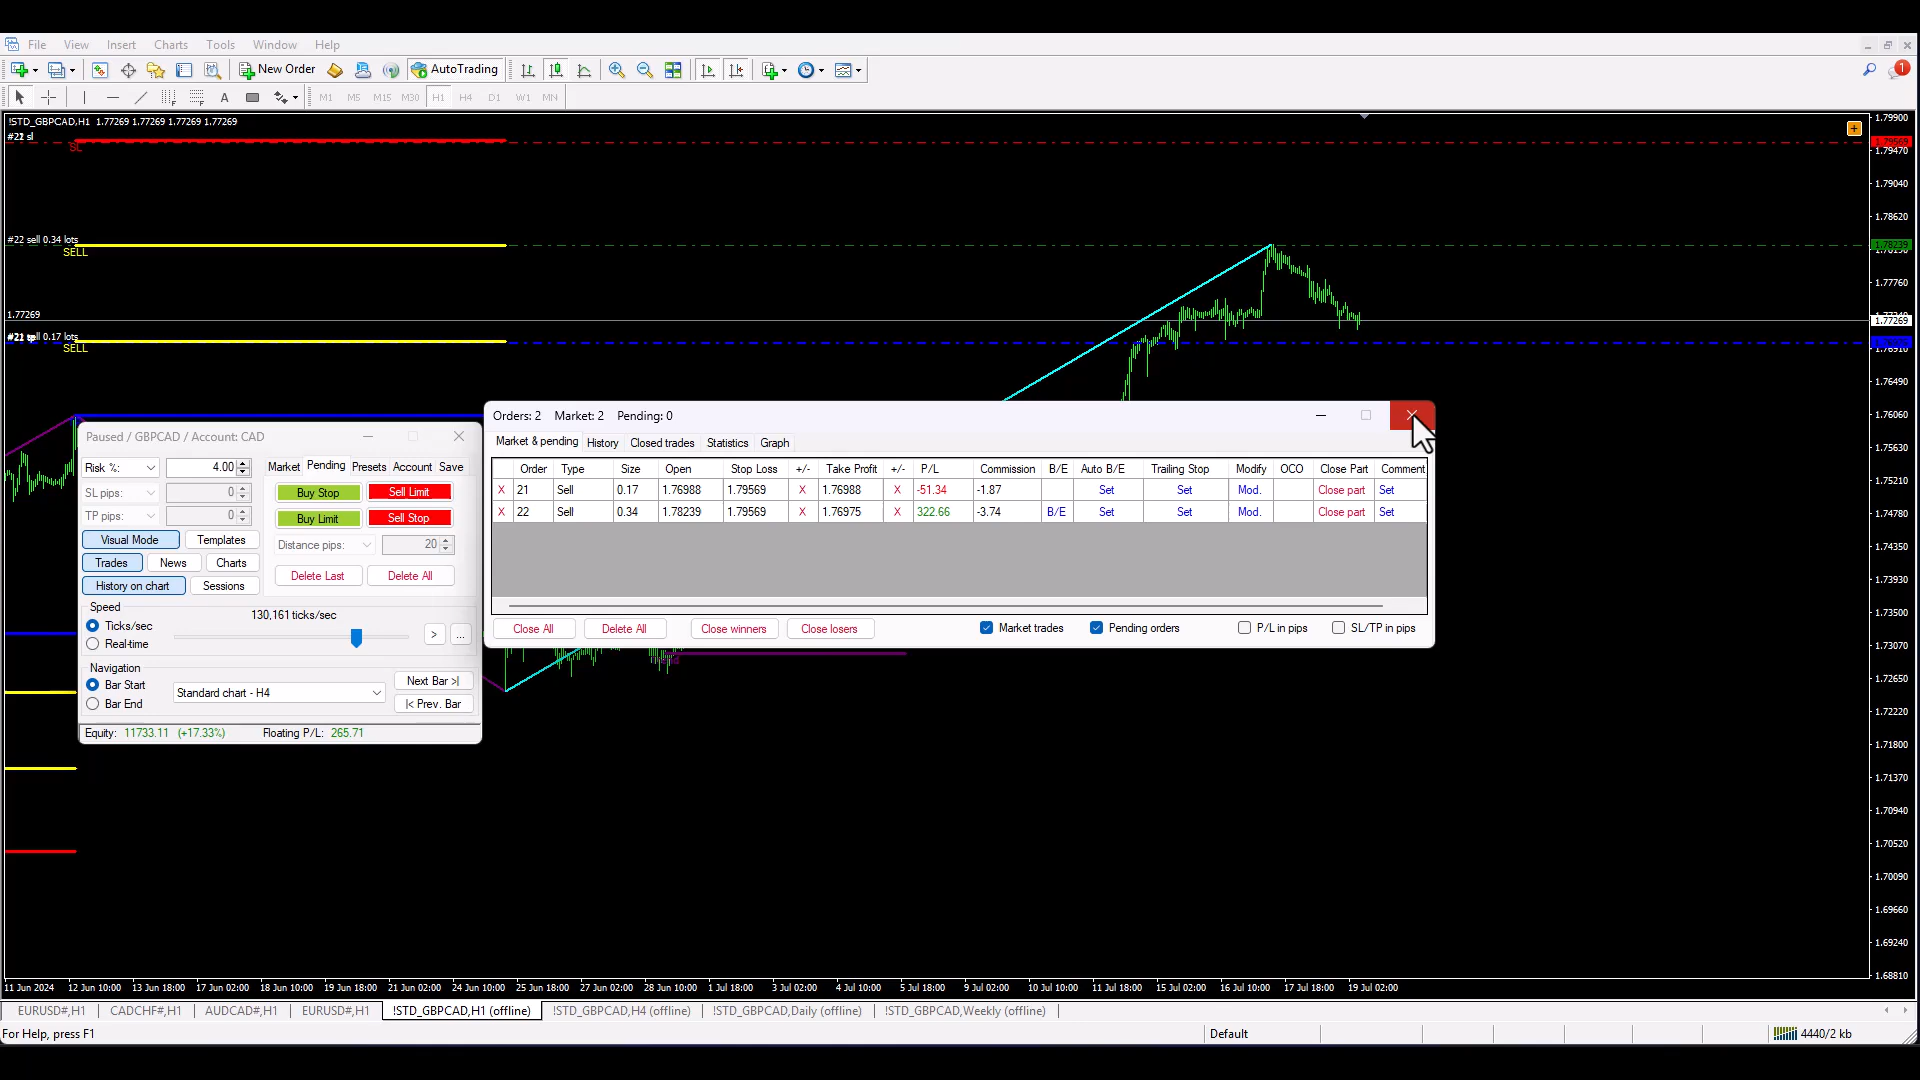 File View Insert Charts Tools Window Help
New Order AutoTrading 1
A M1 M5 M15 M30 H1 H4 D1 W1 MN
!STD_GBPCAD,H1 1.77269 1.77269 1.77269 1.77269
1.79900
SL
1.79470
1.79040
1.78620
#22 sell 0.34 lots
SELL
1.78239
1.77760
1.77269
1.77269
SELL
1.76910
1.76490
1.76060
1.75630
1.75210
1.74780
1.74350
1.73930
1.73500
1.73070
1.72650
1.72220
1.71800
1.71370
1.70940
1.70520
1.70090
1.69660
1.69240
1.68810
Orders: 2 Market: 2 Pending: 0
Market & pending History Closed trades Statistics Graph
Order Type Size Open Stop Loss +/- Take Profit +/- P/L Commission B/E Auto B/E Trailing Stop Modify OCO Close Part Comment
X 21 Sell 0.17 1.76988 1.79569 X 1.76988 X -51.34 -1.87 Set Set Mod. Close part Set
X 22 Sell 0.34 1.78239 1.79569 X 1.76975 X 322.66 -3.74 B/E Set Set Mod. Close part Set
Close All Delete All Close winners Close losers Market trades Pending orders P/L in pips SL/TP in pips
Paused / GBPCAD / Account: CAD
Risk %: 4.00 Market Pending Presets Account Save
SL pips: 0 Buy Stop Sell Limit
TP pips: 0 Buy Limit Sell Stop
Visual Mode Templates Distance pips: 20
Trades News Charts
History on chart Sessions Delete Last Delete All
Speed
130,161 ticks/sec
Ticks/sec
Real-time > ...
Navigation
Bar Start Standard chart - H4 Next Bar >|
Bar End |< Prev. Bar
Equity: 11733.11 (+17.33%) Floating P/L: 265.71
11 Jun 2024 12 Jun 10:00 13 Jun 18:00 17 Jun 02:00 18 Jun 10:00 19 Jun 18:00 21 Jun 02:00 24 Jun 10:00 25 Jun 18:00 27 Jun 02:00 28 Jun 10:00 1 Jul 18:00 3 Jul 02:00 4 Jul 10:00 5 Jul 18:00 9 Jul 02:00 10 Jul 10:00 11 Jul 18:00 15 Jul 02:00 16 Jul 10:00 17 Jul 18:00 19 Jul 02:00
EURUSD#,H1 CADCHF#,H1 AUDCAD#,H1 EURUSD#,H1 !STD_GBPCAD,H1 (offline) !STD_GBPCAD,H4 (offline) !STD_GBPCAD,Daily (offline) !STD_GBPCAD,Weekly (offline)
For Help, press F1 Default 4440/2 kb